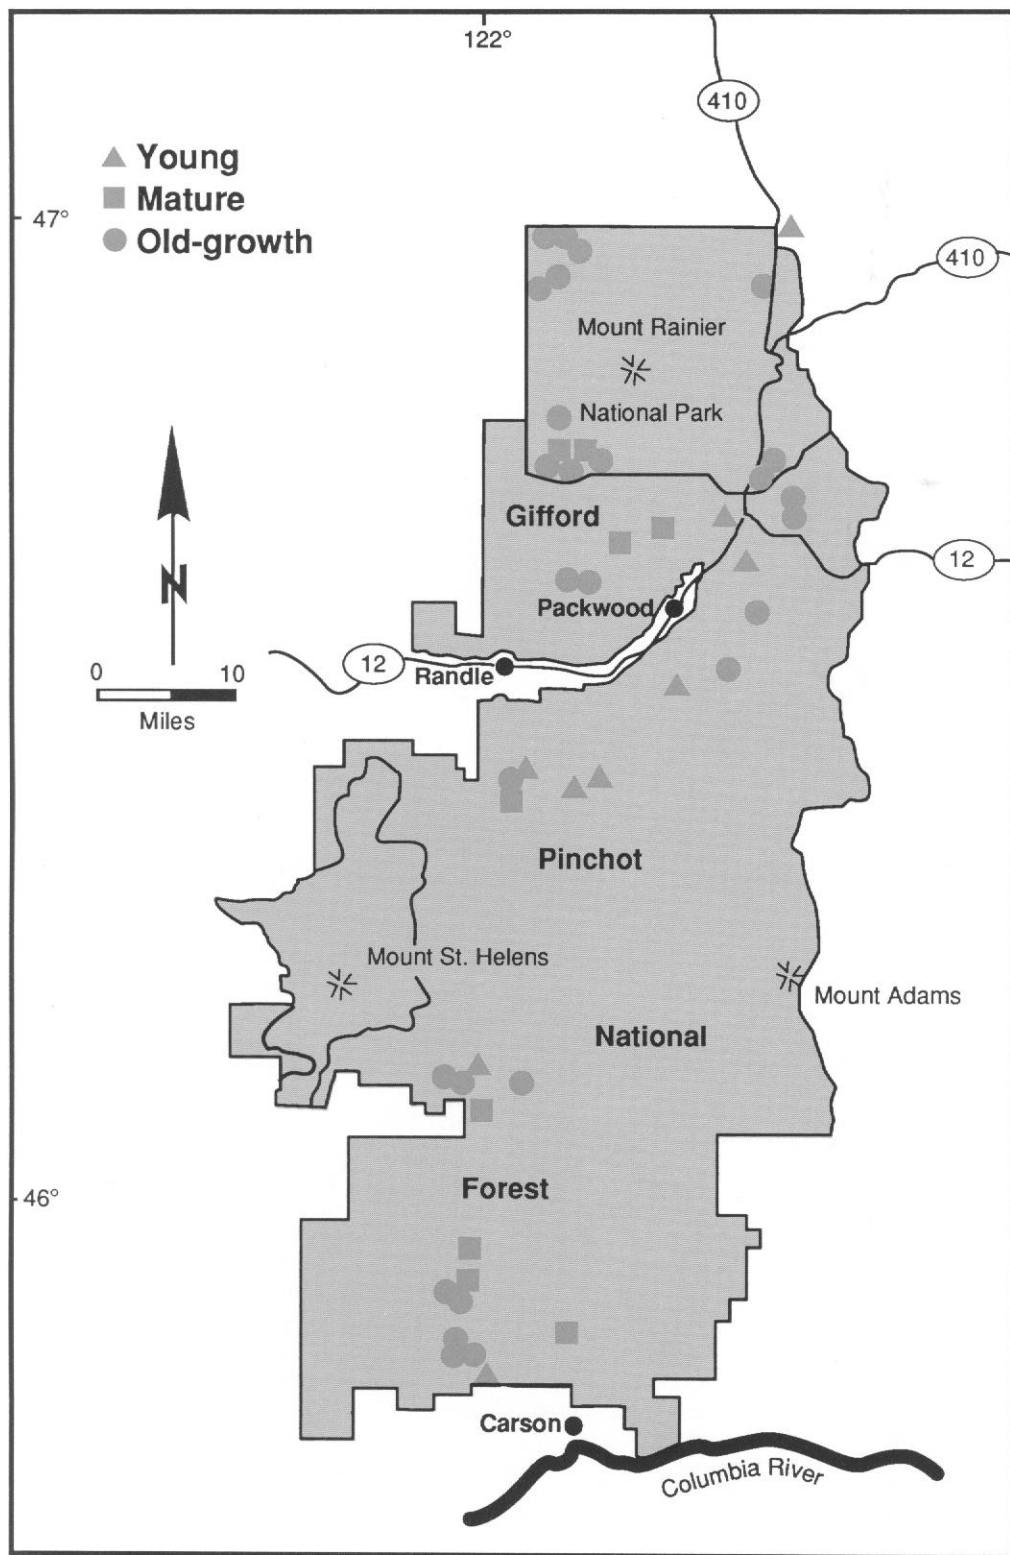 122°
410
Young
Mature
Old-growth
47°
410
Mount Rainier
National Park
Gifford
N
12
Packwood
0 10
12
Randle
Miles
Pinchot
Mount St. Helens
Mount Adams
National
46°
Forest
Carson
Columbia River